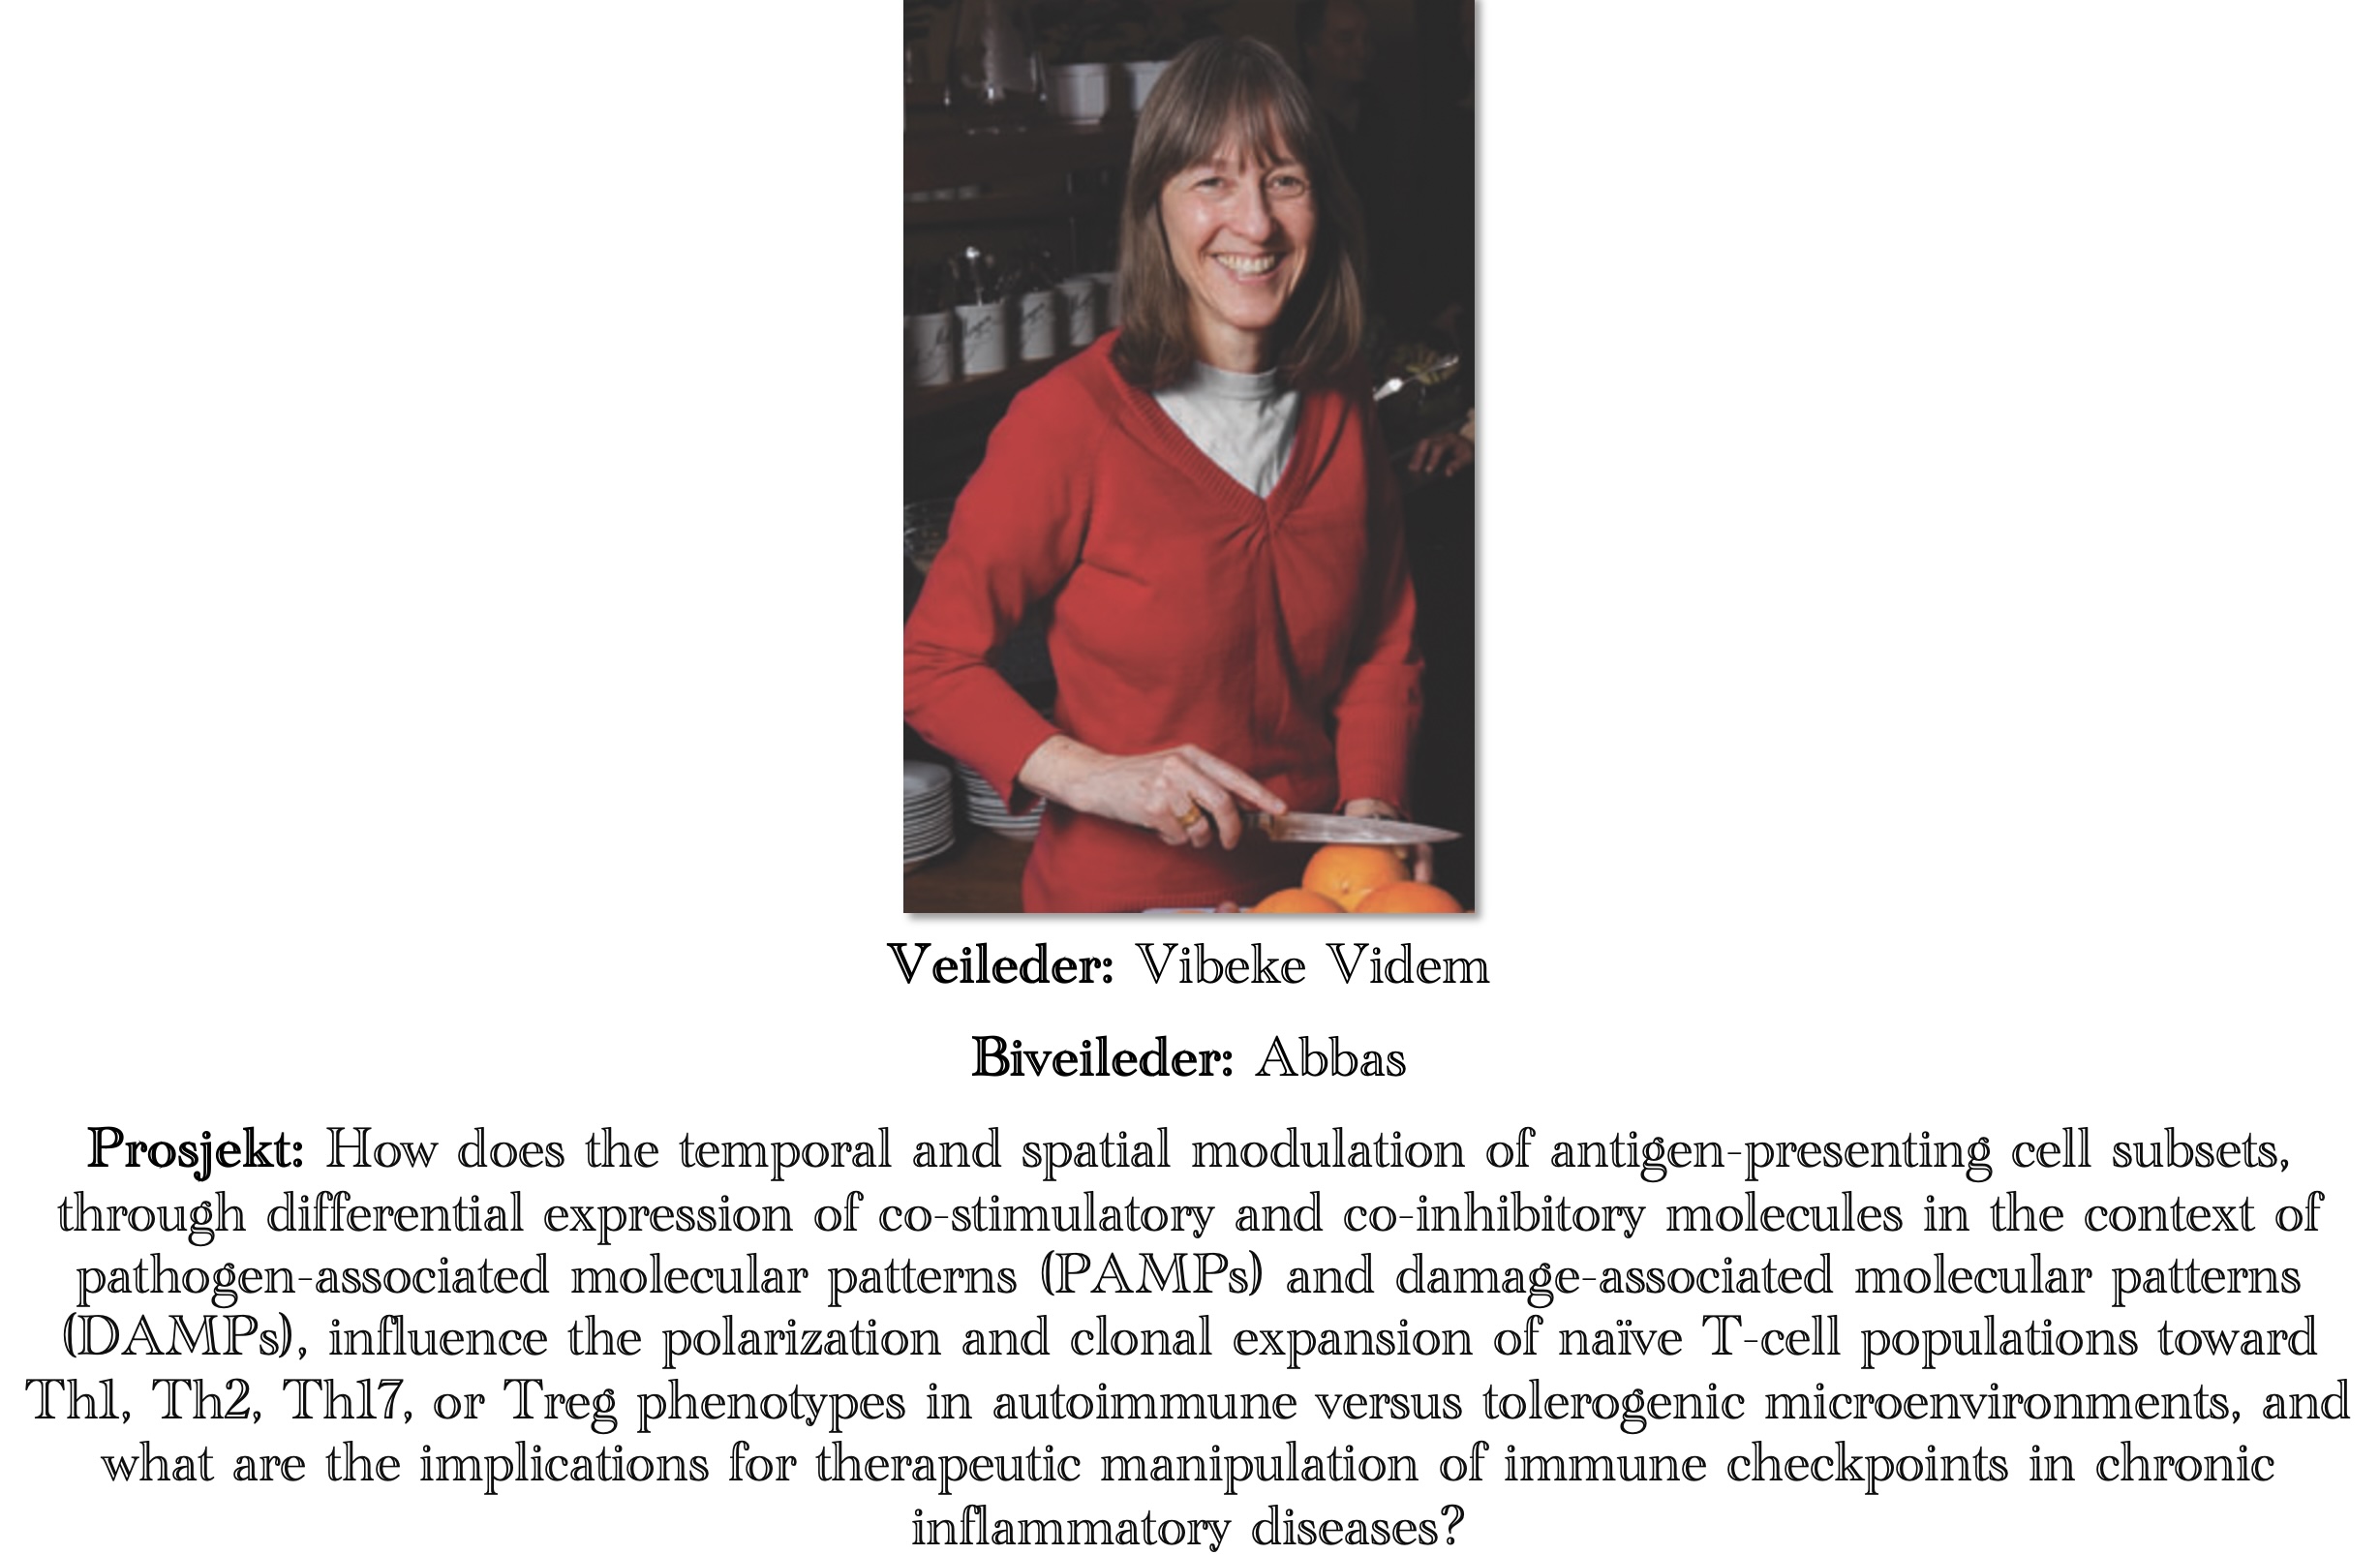 Veileder: Vibeke Videm
Biveileder: Abbas
Prosjekt: How does the temporal and spatial modulation of antigen-presenting cell subsets,
through differential expression of co-stimulatory and co-inhibitory molecules in the context of
pathogen-associated molecular patterns (PAMPs) and damage-associated molecular patterns
(DAMPs), influence the polarization and clonal expansion of naïve T-cell populations toward
Th1, Th2, Th17, or Treg phenotypes in autoimmune versus tolerogenic microenvironments, and
what are the implications for therapeutic manipulation of immune checkpoints in chronic
inflammatory diseases?